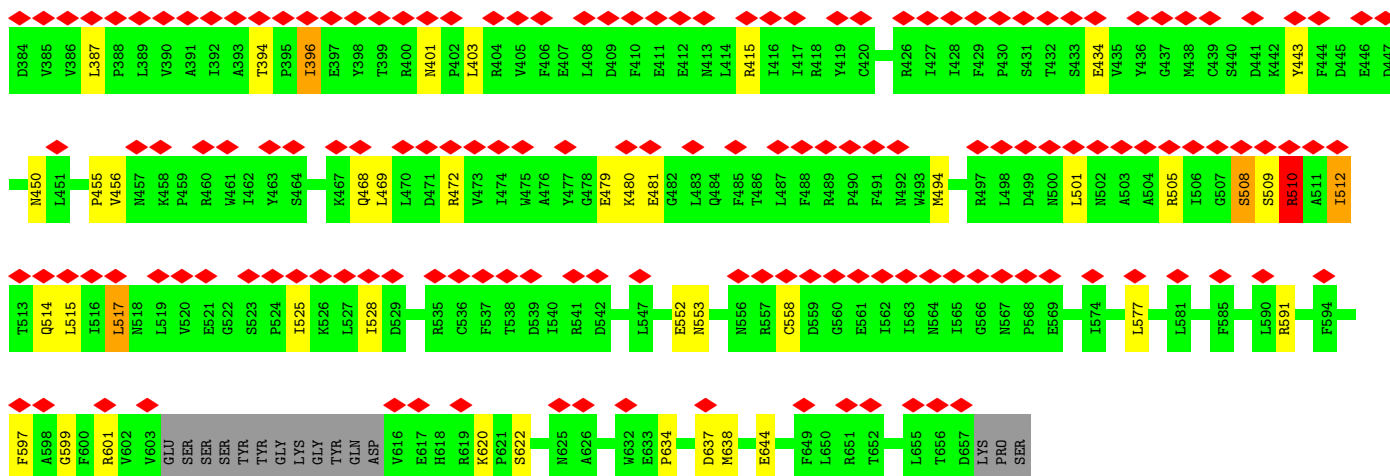 D384 V385 V386 L387 P388 L389 V390 A391 I392 A393 T394 P395 I396 E397 Y398 T399 R400 N401 P402 L403 R404 V405 F406 E407 L408 D409 F410 E411 E412 N413 L414 R415 I416 I417 R418 Y419 C420 R426 I427 I428 F429 P430 S431 T432 S433 E434 V435 Y436 G437 M438 C439 S440 D441 K442 Y443 F444 D445 E446 D447
N450 L451 P455 V456 N457 K458 P459 R460 W461 I462 Y463 S464 K467 Q468 L469 L470 D471 R472 V473 I474 W475 A476 Y477 G478 E479 K480 E481 G482 L483 Q484 F485 T486 L487 F488 R489 P490 F491 N492 W493 M494 R497 L498 D499 N500 L501 N502 A503 A504 R505 I506 G507 S508 S509 R510 A511 I512
T513 Q514 L515 I516 L517 N518 L519 V520 E521 G522 S523 P524 I525 K526 L527 I528 D529 R535 C536 F537 T538 D539 I540 R541 D542 L547 E552 N553 N556 R557 C558 D559 G560 E561 I562 I563 N564 I565 G566 N567 P568 E569 I574 L577 L581 F585 L590 R591 F594
F597 A598 G599 F600 R601 V602 V603 GLU SER SER SER TYR TYR GLY LYS GLY TYR GLN ASP V616 E617 H618 R619 K620 P621 S622 N625 A626 W632 E633 P634 D637 M638 E644 F649 L650 R651 T652 L655 T656 D657 LYS PRO SER